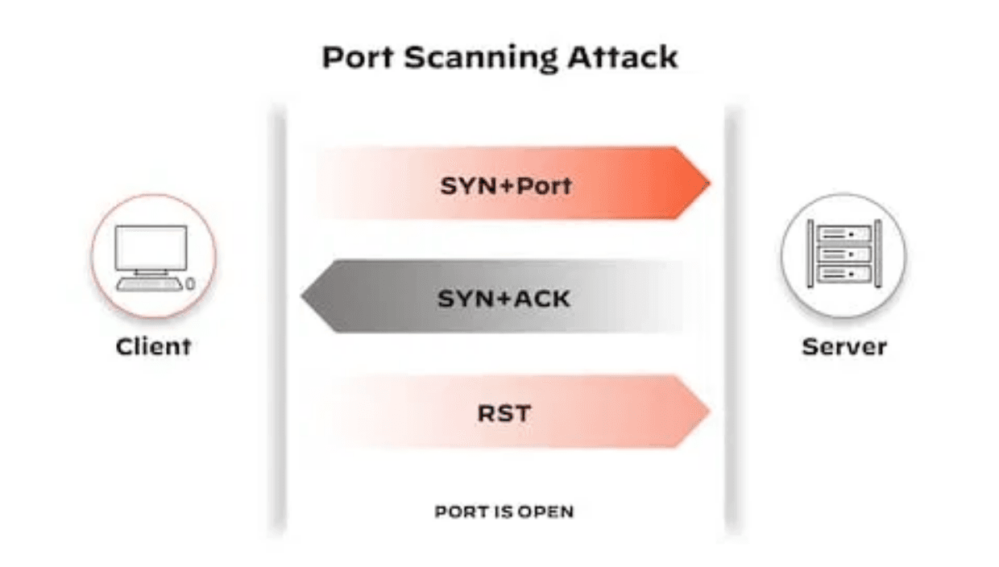 Port Scanning Attack
SYN+Port
SYN+ACK
Client
Server
RST
PORT IS OPEN